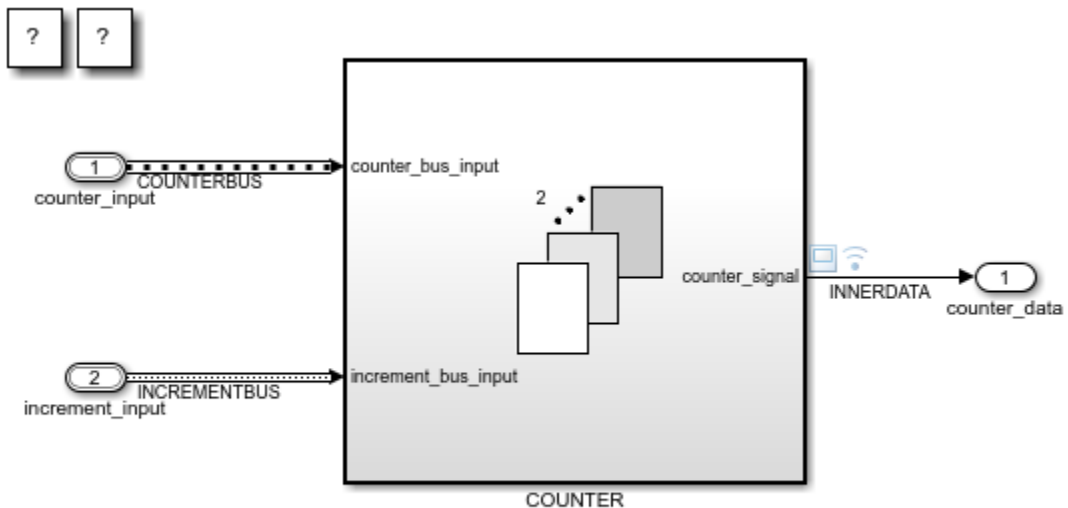 ? ?
1
counter_input
COUNTERBUS
counter_bus_input
2
counter_signal
INNERDATA
1
counter_data
2
increment_input
INCREMENTBUS
increment_bus_input
COUNTER